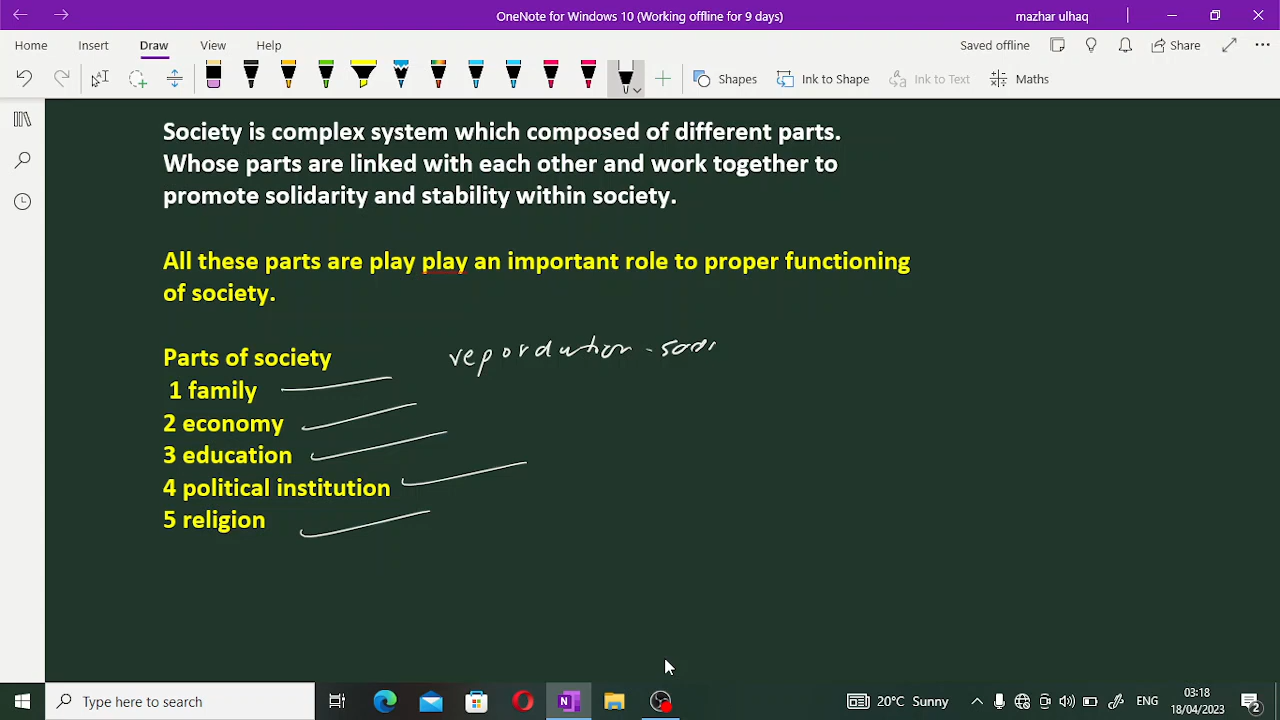 OneNote for Windows 10 (Working offline for 9 days)
mazhar ulhaq
Home Insert Draw View Help
Saved offline Share
Shapes Ink to Shape Ink to Text Maths
Society is complex system which composed of different parts.
Whose parts are linked with each other and work together to
promote solidarity and stability within society.
All these parts are play play an important role to proper functioning
of society.
repordution - soci
Parts of society
1 family
2 economy
3 education
4 political institution
5 religion
Type here to search
20°C Sunny
ENG
03:18
18/04/2023
2